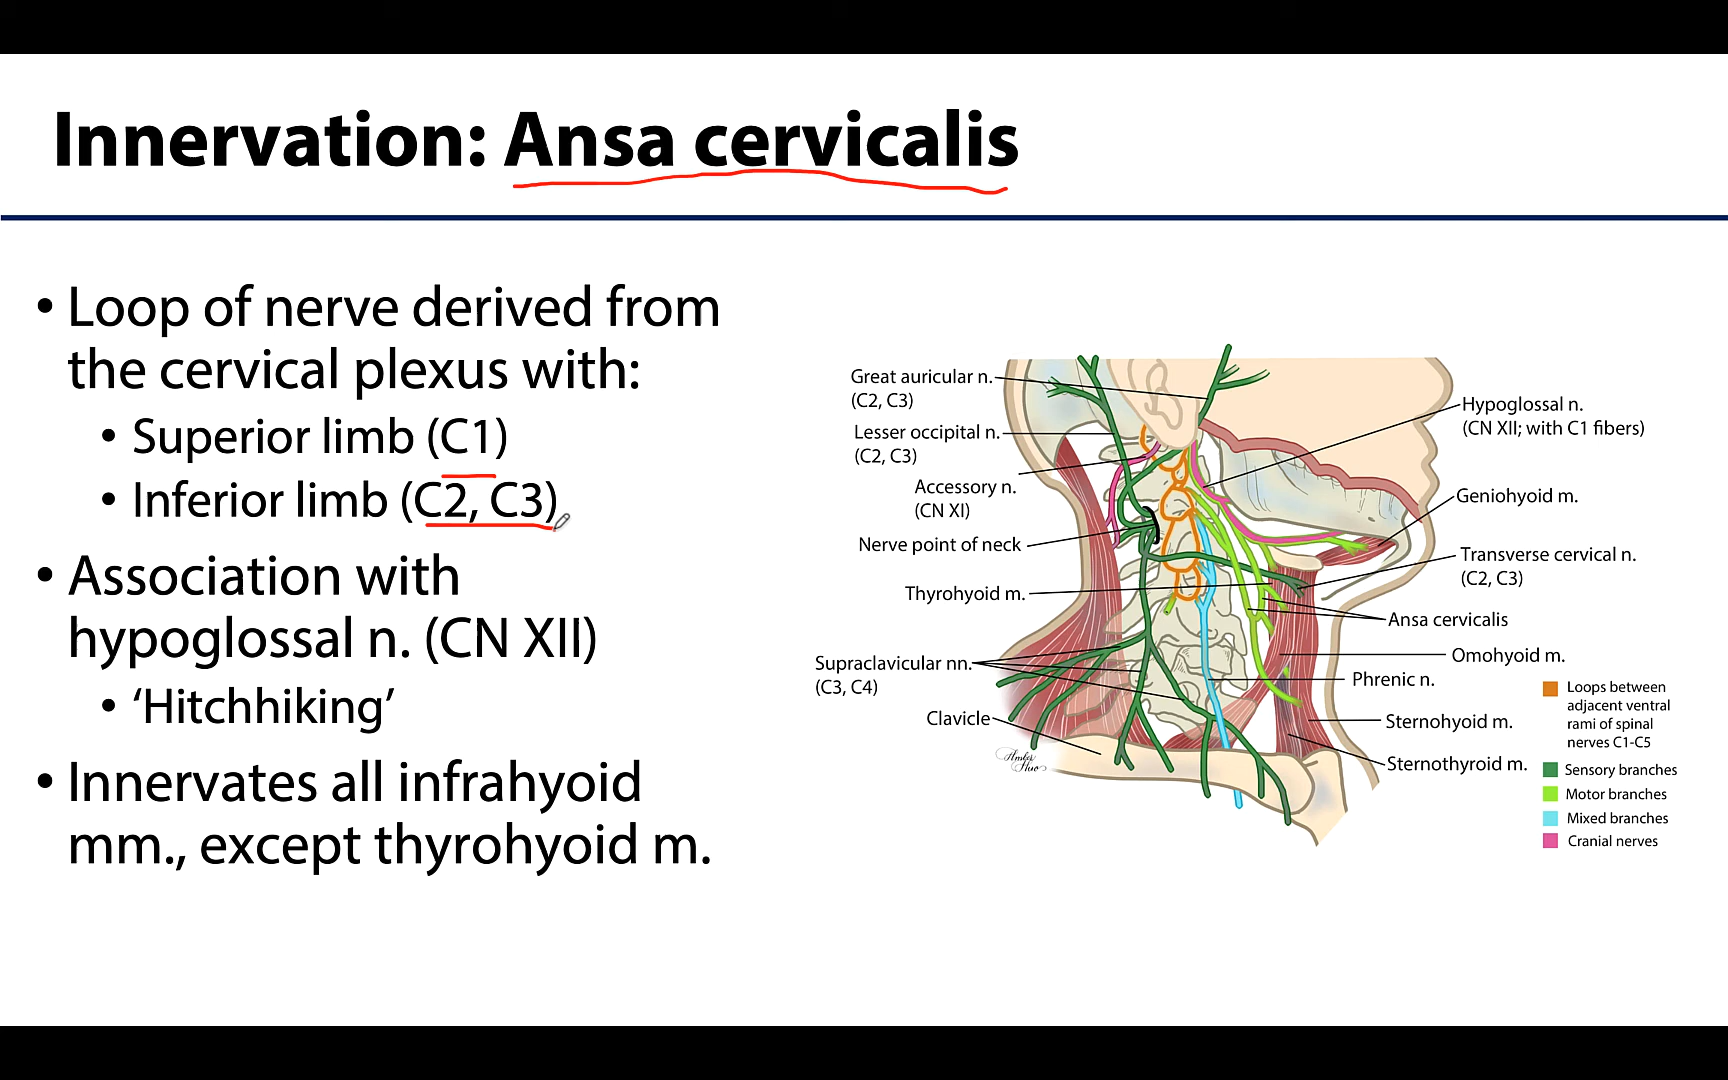 Innervation: Ansa cervicalis
• Loop of nerve derived from
the cervical plexus with:
• Superior limb (C1)
• Inferior limb (C2, C3)
• Association with
hypoglossal n. (CN XII)
• ‘Hitchhiking’
• Innervates all infrahyoid
mm., except thyrohyoid m.
Great auricular n.
(C2, C3)
Lesser occipital n.
(C2, C3)
Accessory n.
(CN XI)
Nerve point of neck
Thyrohyoid m.
Supraclavicular nn.
(C3, C4)
Clavicle
Amber
Huo
Hypoglossal n.
(CN XII; with C1 fibers)
Geniohyoid m.
Transverse cervical n.
(C2, C3)
Ansa cervicalis
Omohyoid m.
Phrenic n.
Sternohyoid m.
Sternothyroid m.
Loops between
adjacent ventral
rami of spinal
nerves C1-C5
Sensory branches
Motor branches
Mixed branches
Cranial nerves